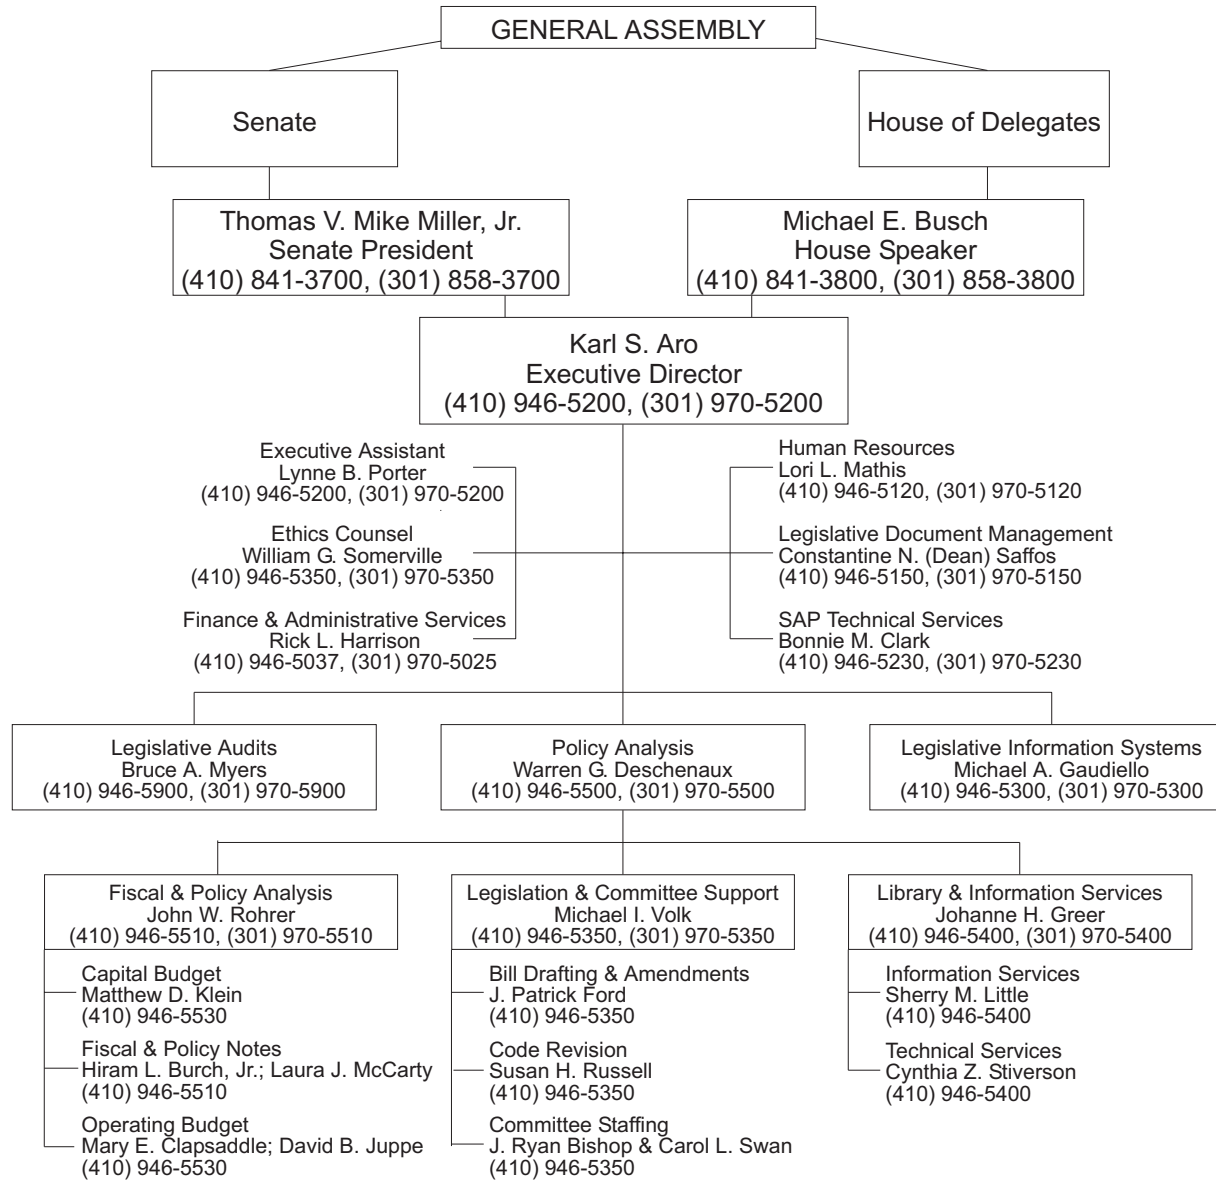 GENERAL ASSEMBLY
Senate
House of Delegates
Thomas V. Mike Miller, Jr.
Senate President
(410) 841-3700, (301) 858-3700
Michael E. Busch
House Speaker
(410) 841-3800, (301) 858-3800
Karl S. Aro
Executive Director
(410) 946-5200, (301) 970-5200
Executive Assistant
Lynne B. Porter
(410) 946-5200, (301) 970-5200
Human Resources
Lori L. Mathis
(410) 946-5120, (301) 970-5120
Ethics Counsel
William G. Somerville
(410) 946-5350, (301) 970-5350
Legislative Document Management
Constantine N. (Dean) Saffos
(410) 946-5150, (301) 970-5150
Finance & Administrative Services
Rick L. Harrison
(410) 946-5037, (301) 970-5025
SAP Technical Services
Bonnie M. Clark
(410) 946-5230, (301) 970-5230
Legislative Audits
Bruce A. Myers
(410) 946-5900, (301) 970-5900
Policy Analysis
Warren G. Deschenaux
(410) 946-5500, (301) 970-5500
Legislative Information Systems
Michael A. Gaudiello
(410) 946-5300, (301) 970-5300
Fiscal & Policy Analysis
John W. Rohrer
(410) 946-5510, (301) 970-5510
Capital Budget
Matthew D. Klein
(410) 946-5530
Fiscal & Policy Notes
Hiram L. Burch, Jr.; Laura J. McCarty
(410) 946-5510
Operating Budget
Mary E. Clapsaddle; David B. Juppe
(410) 946-5530
Legislation & Committee Support
Michael I. Volk
(410) 946-5350, (301) 970-5350
Bill Drafting & Amendments
J. Patrick Ford
(410) 946-5350
Code Revision
Susan H. Russell
(410) 946-5350
Committee Staffing
J. Ryan Bishop & Carol L. Swan
(410) 946-5350
Library & Information Services
Johanne H. Greer
(410) 946-5400, (301) 970-5400
Information Services
Sherry M. Little
(410) 946-5400
Technical Services
Cynthia Z. Stiverson
(410) 946-5400